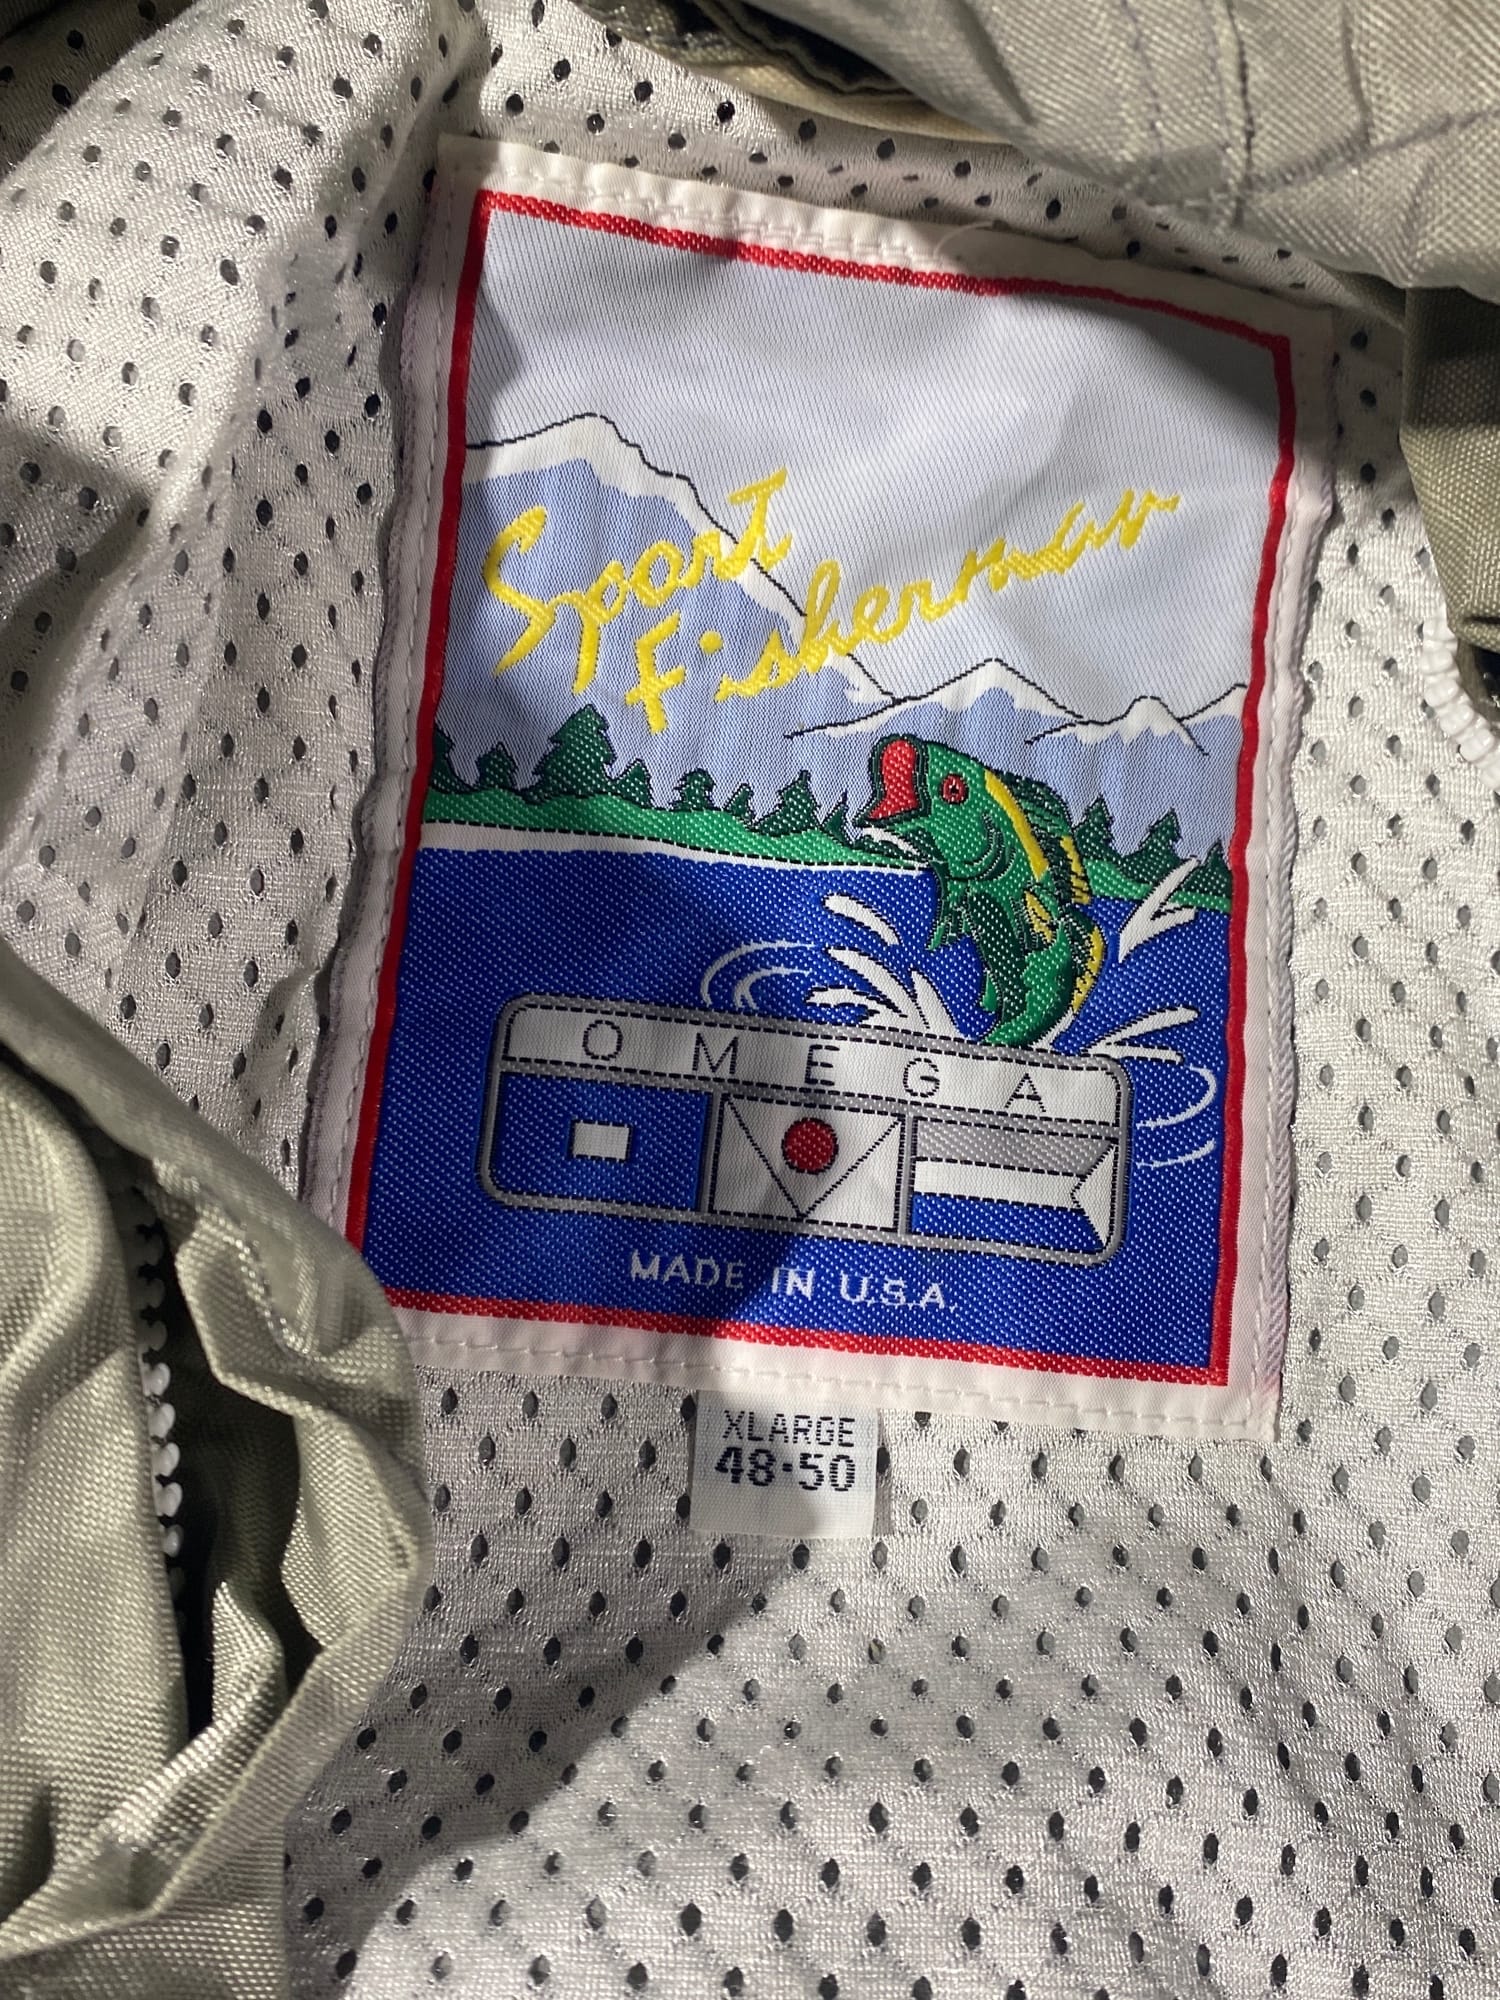 Sport
Fisherman
OMEGA
MADE IN U.S.A.
XLARGE
48·50